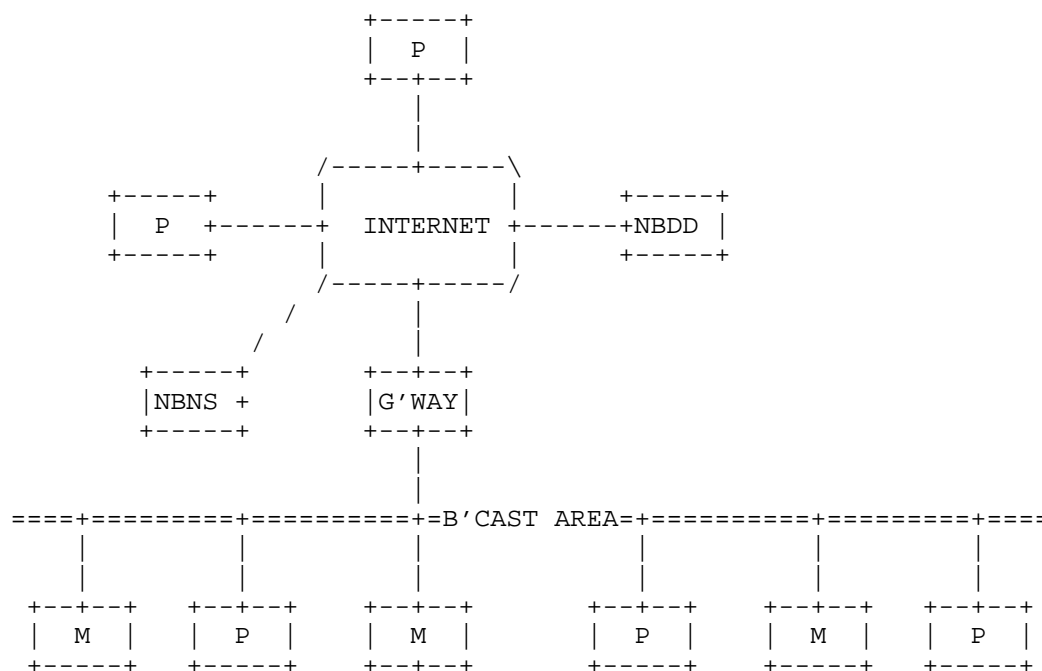 P
P INTERNET NBDD
NBNS G'WAY
B'CAST AREA
M P M P M P